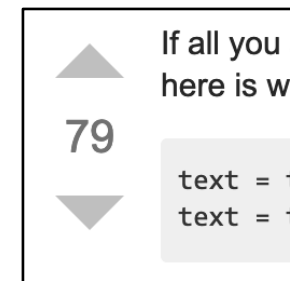 If all you
here is w
79
text =
text =